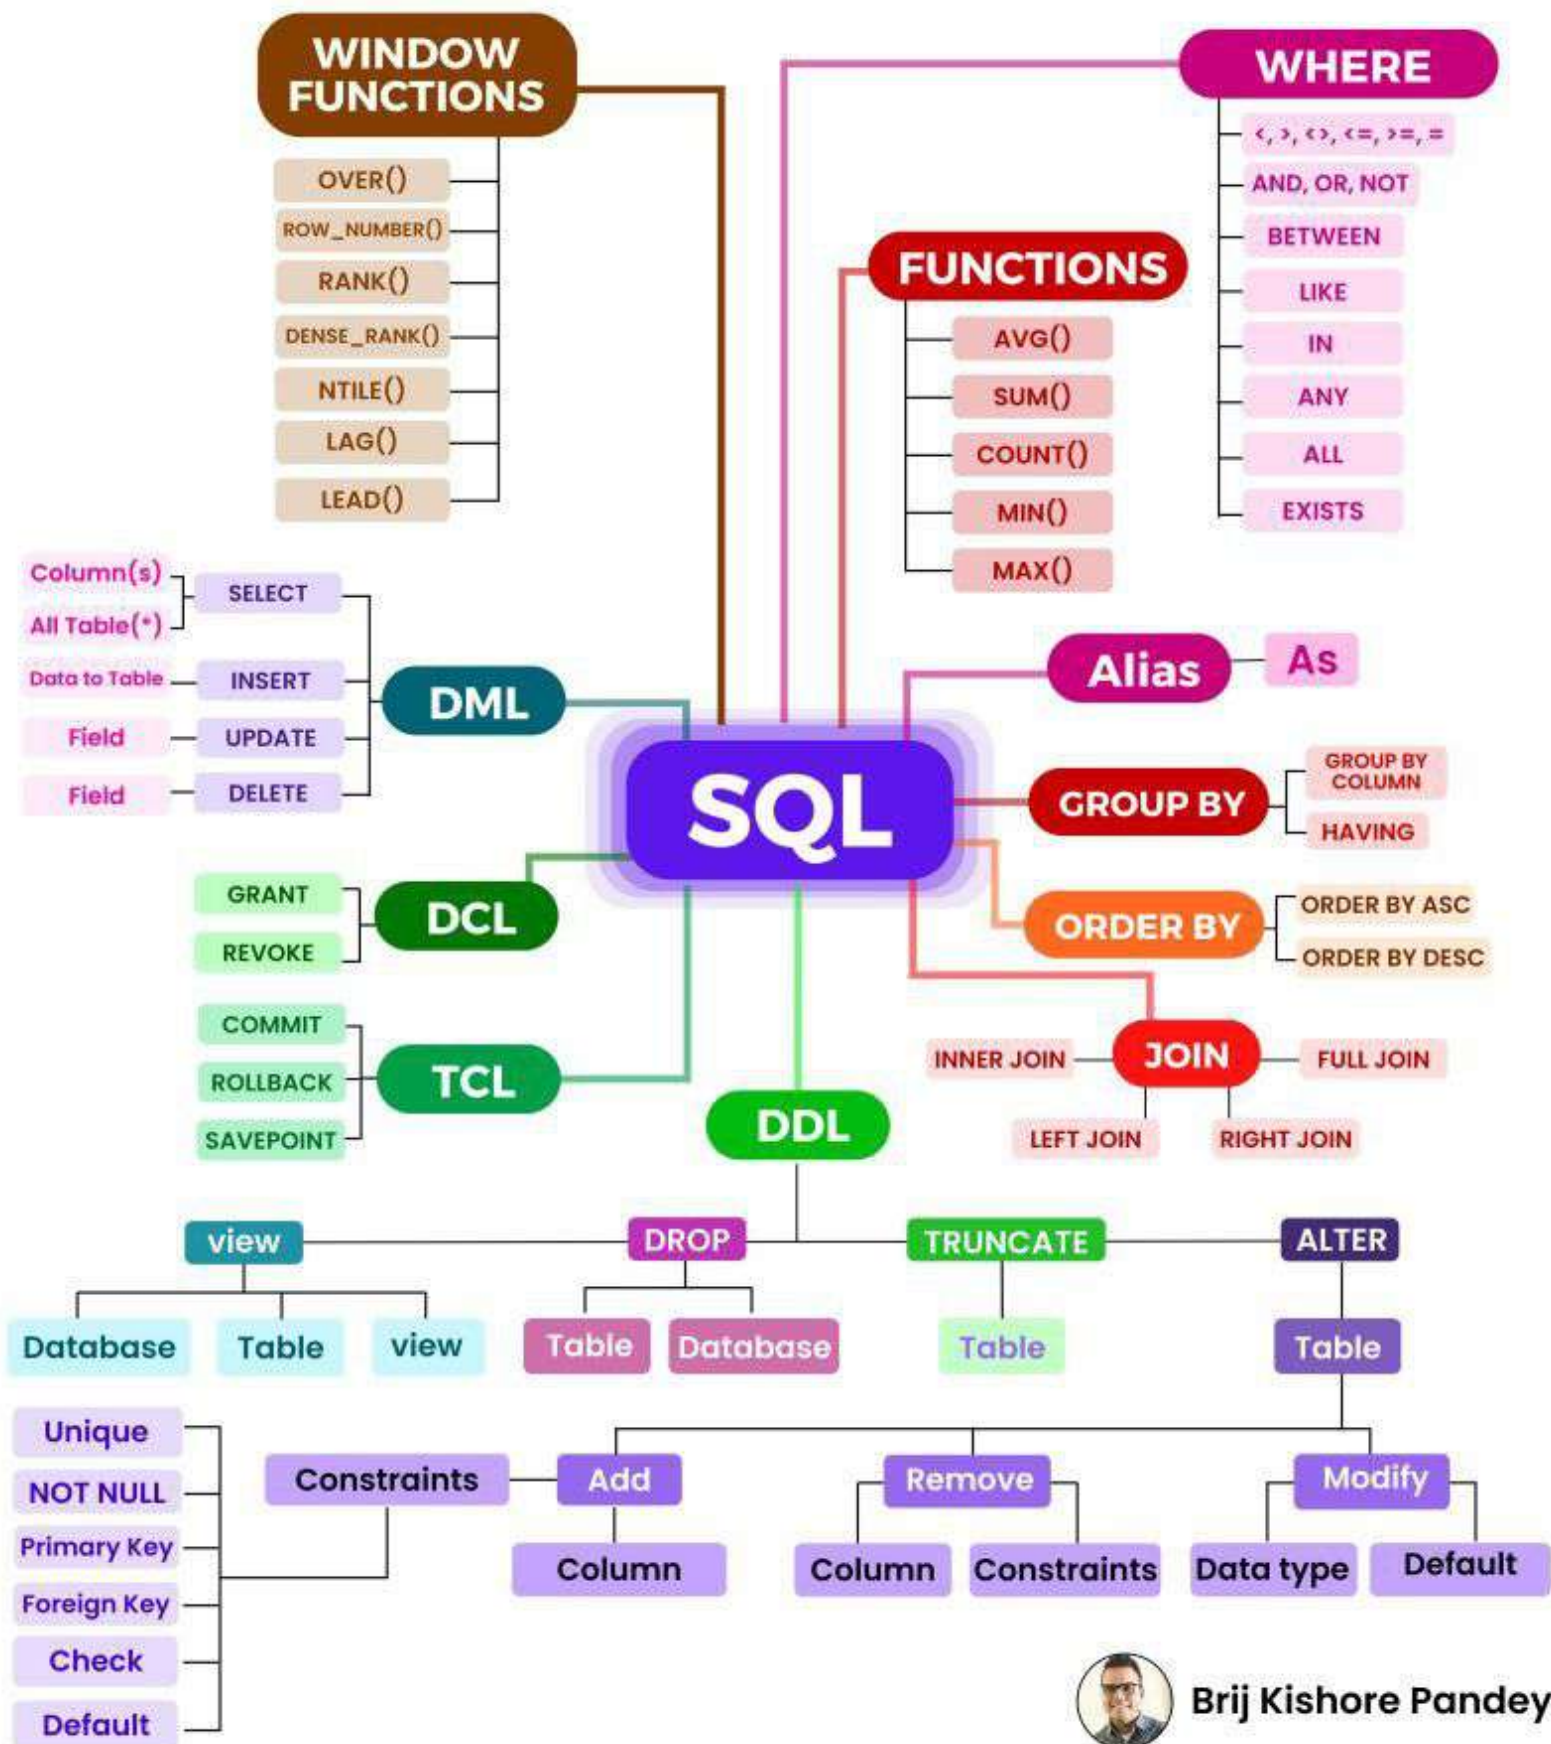 WINDOW
FUNCTIONS
OVER()
ROW_NUMBER()
RANK()
DENSE_RANK()
NTILE()
LAG()
LEAD()
WHERE
<, >, <>, <=, >=, =
AND, OR, NOT
BETWEEN
LIKE
IN
ANY
ALL
EXISTS
FUNCTIONS
AVG()
SUM()
COUNT()
MIN()
MAX()
Column(s)
All Table(*)
SELECT
Data to Table
INSERT
Field
UPDATE
Field
DELETE
DML
Alias
As
SQL
GROUP BY
GROUP BY
COLUMN
HAVING
GRANT
REVOKE
DCL
ORDER BY
ORDER BY ASC
ORDER BY DESC
COMMIT
ROLLBACK
SAVEPOINT
TCL
JOIN
INNER JOIN
FULL JOIN
LEFT JOIN
RIGHT JOIN
DDL
view
DROP
TRUNCATE
ALTER
Database
Table
view
Table
Database
Table
Table
Unique
NOT NULL
Primary Key
Foreign Key
Check
Default
Constraints
Add
Column
Remove
Column
Constraints
Modify
Data type
Default
Brij Kishore Pandey